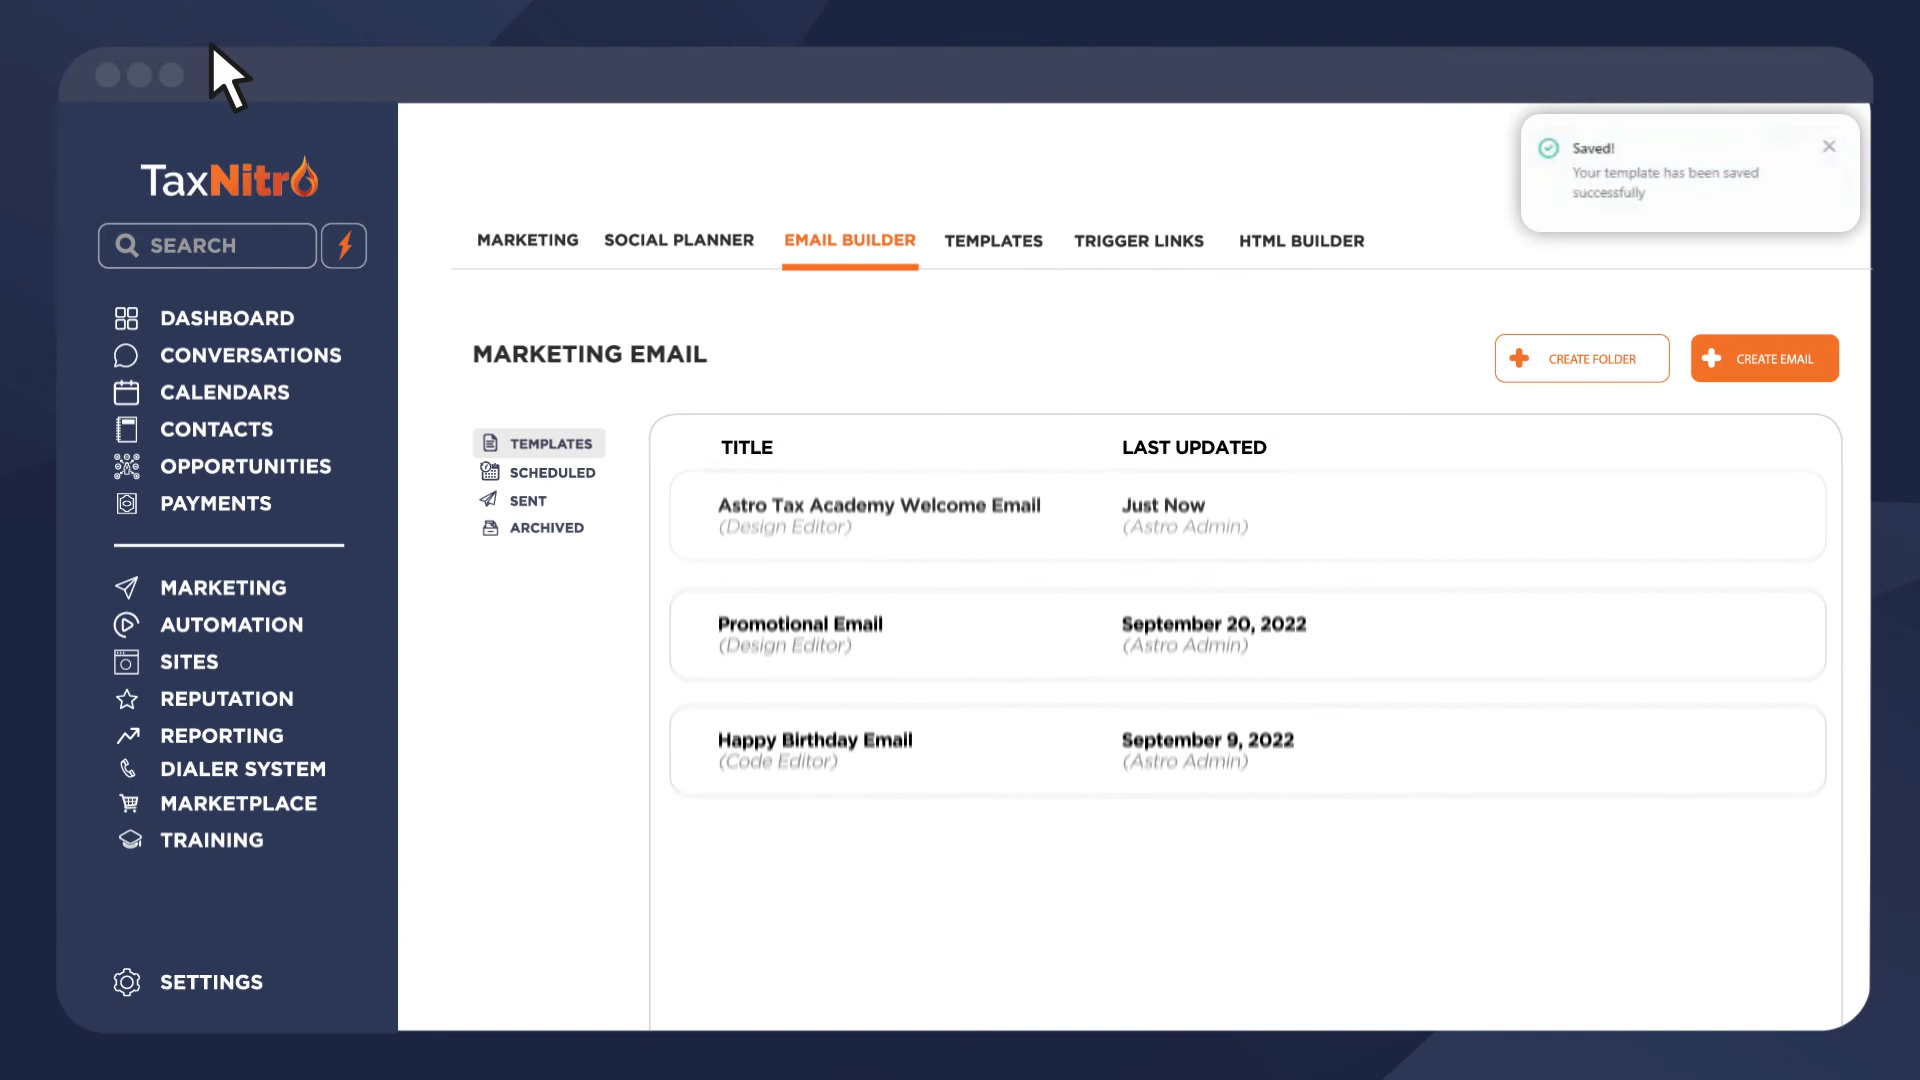 TaxNitro
SEARCH
DASHBOARD
CONVERSATIONS
CALENDARS
CONTACTS
OPPORTUNITIES
PAYMENTS
MARKETING
AUTOMATION
SITES
REPUTATION
REPORTING
DIALER SYSTEM
MARKETPLACE
TRAINING
SETTINGS
Saved!
Your template has been saved
successfully
MARKETING SOCIAL PLANNER EMAIL BUILDER TEMPLATES TRIGGER LINKS HTML BUILDER
MARKETING EMAIL
CREATE FOLDER CREATE EMAIL
TEMPLATES
SCHEDULED
SENT
ARCHIVED
TITLE LAST UPDATED
Astro Tax Academy Welcome Email Just Now
(Design Editor) (Astro Admin)
Promotional Email September 20, 2022
(Design Editor) (Astro Admin)
Happy Birthday Email September 9, 2022
(Code Editor) (Astro Admin)